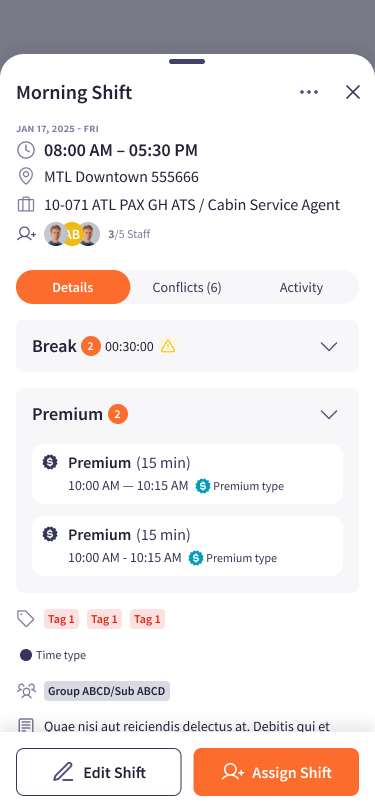 Morning Shift
JAN 17, 2025 - FRI
08:00 AM – 05:30 PM
MTL Downtown 555666
10-071 ATL PAX GH ATS / Cabin Service Agent
AB 3/5 Staff
Details Conflicts (6) Activity
Break 2 00:30:00
Premium 2
Premium (15 min)
10:00 AM — 10:15 AM Premium type
Premium (15 min)
10:00 AM - 10:15 AM Premium type
Tag 1 Tag 1 Tag 1
Time type
Group ABCD/Sub ABCD
Quae nisi aut reiciendis delectus at. Debitis qui et
Edit Shift Assign Shift